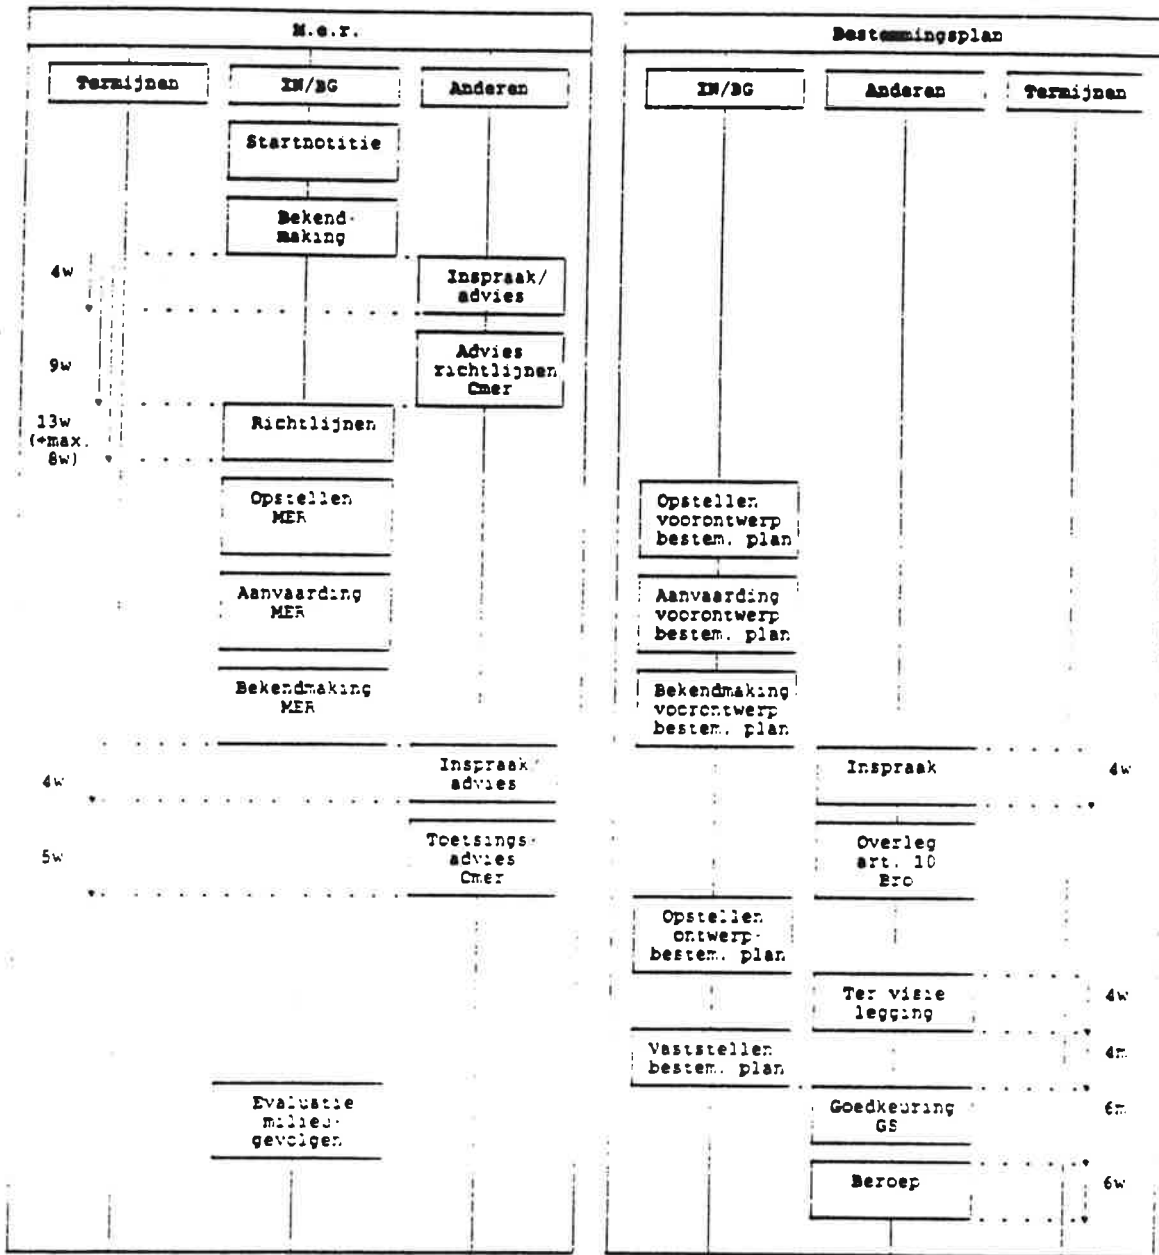 M.e.r.
Termijnen
IN/BG
Anderen
Startnotitie
Bekend-
making
4w
Inspraak/
advies
9w
Advies
richtlijnen
Cmer
13w
(+max.
8w)
Richtlijnen
Opstellen
MER
Aanvaarding
MER
Bekendmaking
MER
4w
Inspraak/
advies
5w
Toetsings-
advies
Cmer
Evaluatie
milieu-
gevolgen
Bestemmingsplan
IN/BG
Anderen
Termijnen
Opstellen
voorontwerp
bestem. plan
Aanvaarding
voorontwerp
bestem. plan
Bekendmaking
voorontwerp
bestem. plan
Inspraak
4w
Overleg
art. 10
Bro
Opstellen
ontwerp-
bestem. plan
Ter visie
legging
4w
Vaststellen
bestem. plan
4m
Goedkeuring
GS
6m
Beroep
6w